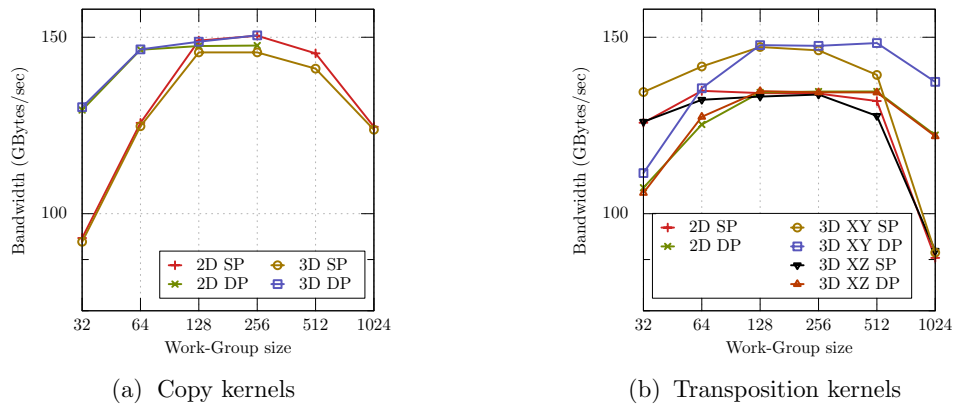 Bandwidth (GBytes/sec)
150
100
2D SP
2D DP
3D SP
3D DP
32 64 128 256 512 1024
Work-Group size
(a) Copy kernels
Bandwidth (GBytes/sec)
150
100
2D SP
2D DP
3D XY SP
3D XY DP
3D XZ SP
3D XZ DP
32 64 128 256 512 1024
Work-Group size
(b) Transposition kernels